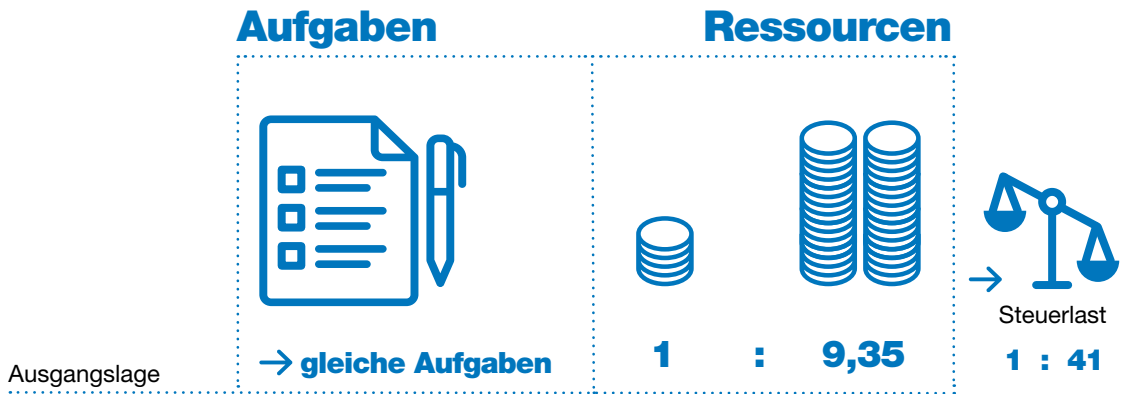 Aufgaben
Ressourcen
Ausgangslage
→ gleiche Aufgaben
1 : 9,35
→
Steuerlast
1 : 41